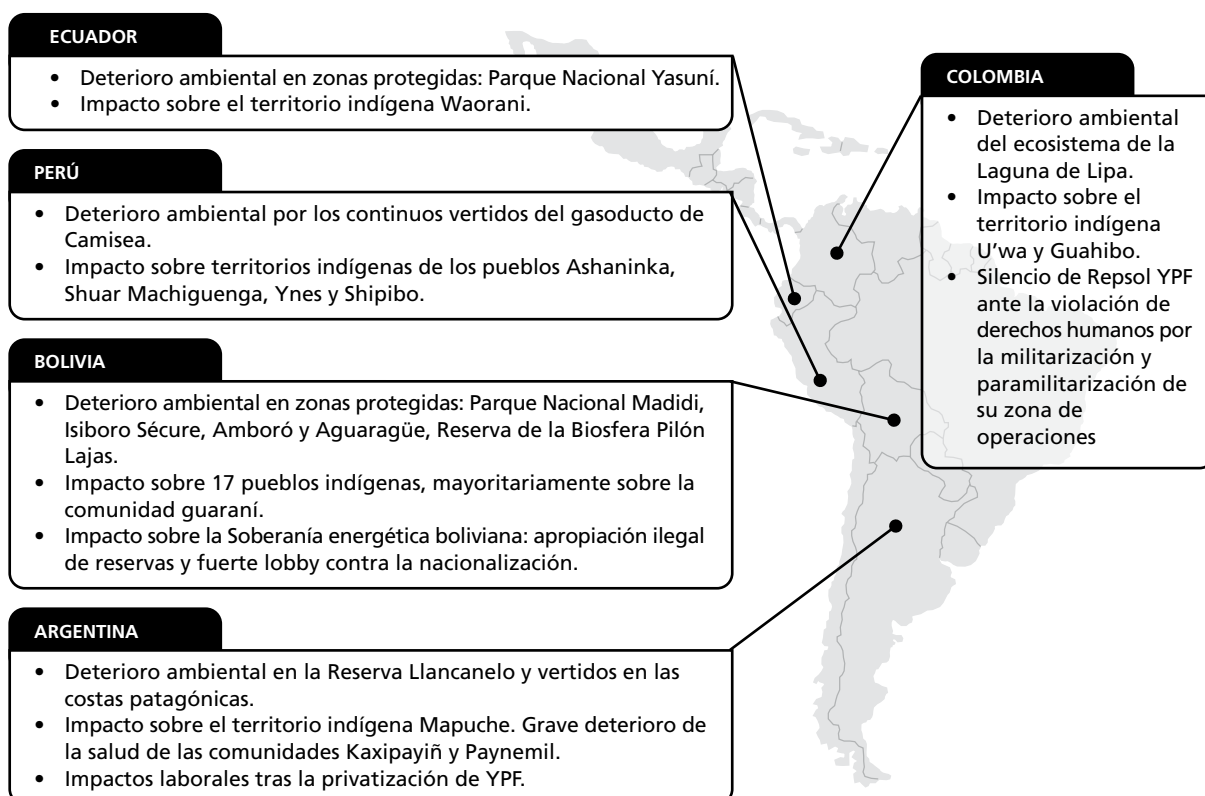 ECUADOR
• Deterioro ambiental en zonas protegidas: Parque Nacional Yasuní.
• Impacto sobre el territorio indígena Waorani.
PERÚ
• Deterioro ambiental por los continuos vertidos del gasoducto de
Camisea.
• Impacto sobre territorios indígenas de los pueblos Ashaninka,
Shuar Machiguenga, Ynes y Shipibo.
BOLIVIA
• Deterioro ambiental en zonas protegidas: Parque Nacional Madidi,
Isiboro Sécure, Amboró y Aguaragüe, Reserva de la Biosfera Pilón
Lajas.
• Impacto sobre 17 pueblos indígenas, mayoritariamente sobre la
comunidad guaraní.
• Impacto sobre la Soberanía energética boliviana: apropiación ilegal
de reservas y fuerte lobby contra la nacionalización.
ARGENTINA
• Deterioro ambiental en la Reserva Llancanelo y vertidos en las
costas patagónicas.
• Impacto sobre el territorio indígena Mapuche. Grave deterioro de
la salud de las comunidades Kaxipayiñ y Paynemil.
• Impactos laborales tras la privatización de YPF.
COLOMBIA
• Deterioro ambiental
del ecosistema de la
Laguna de Lipa.
• Impacto sobre el
territorio indígena
U’wa y Guahibo.
• Silencio de Repsol YPF
ante la violación de
derechos humanos por
la militarización y
paramilitarización de
su zona de
operaciones